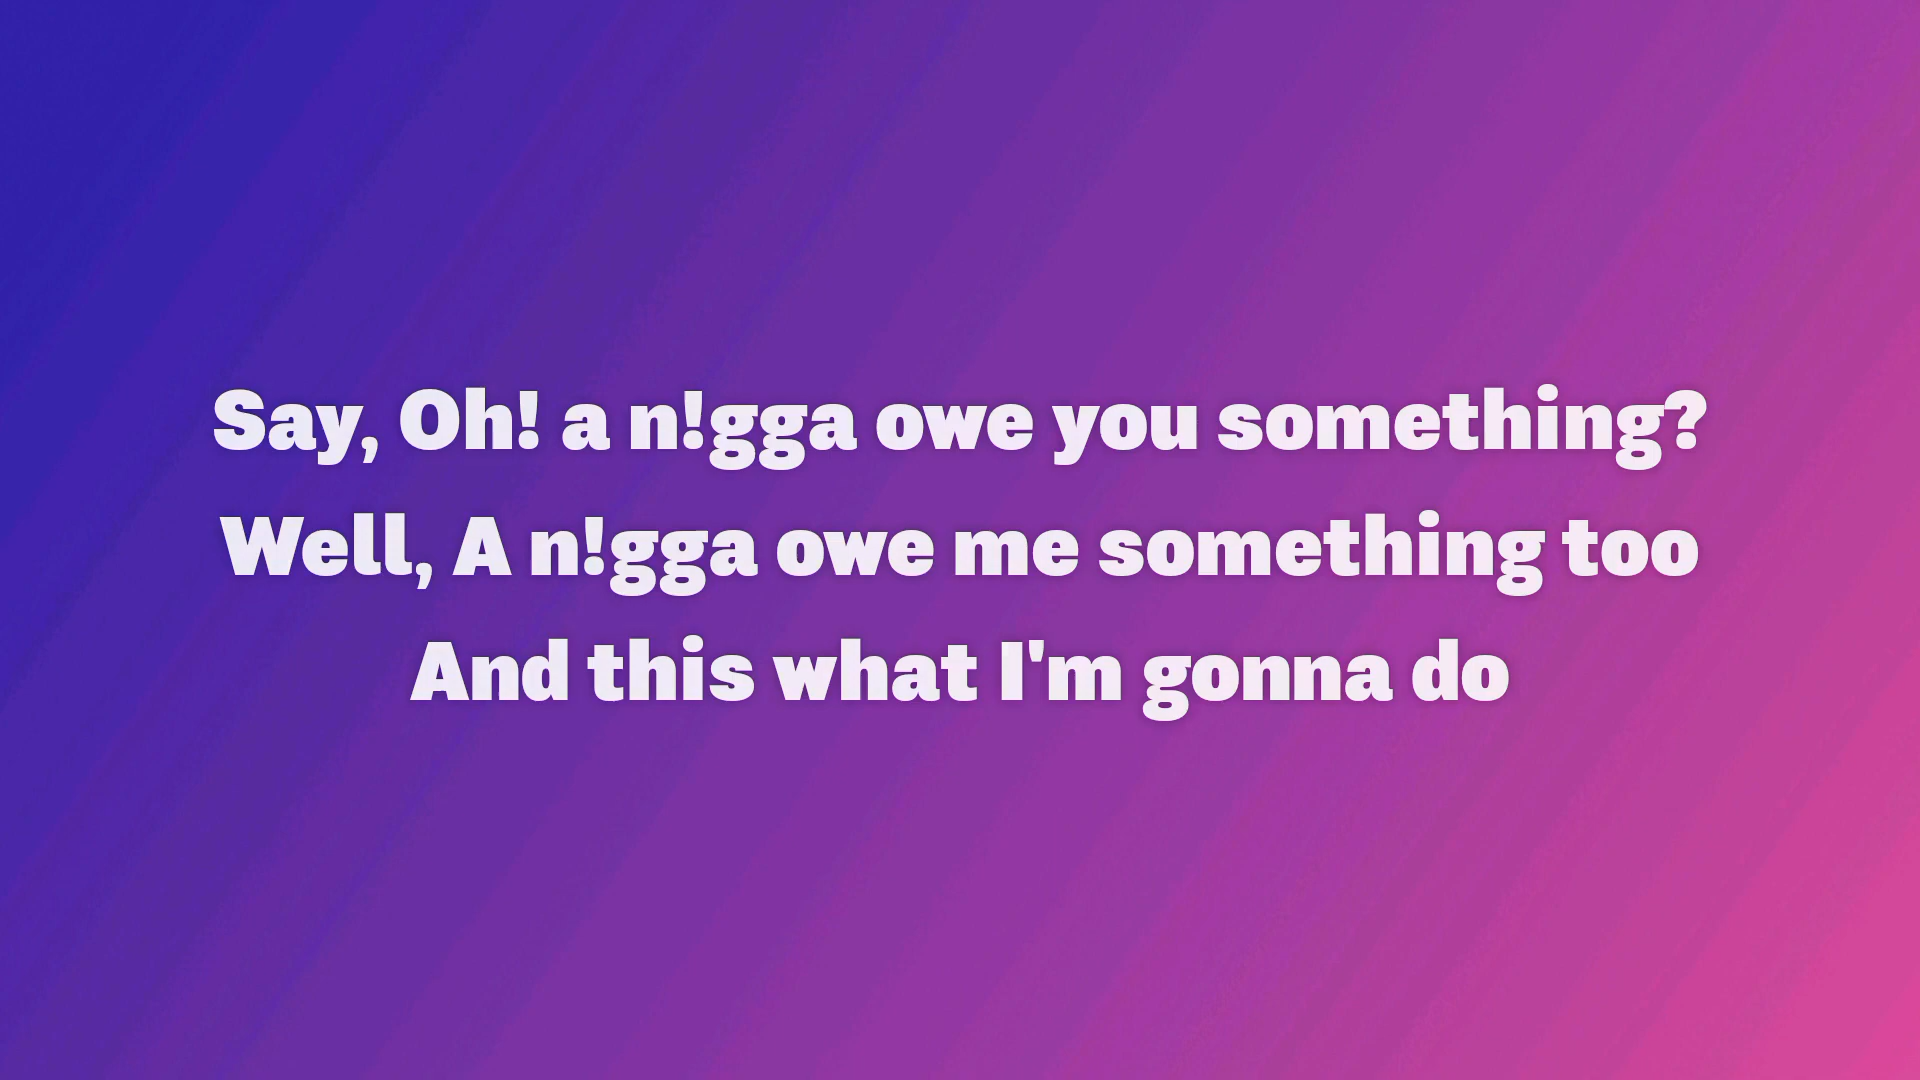 Say, Oh! a n!gga owe you something?
Well, A n!gga owe me something too
And this what I'm gonna do